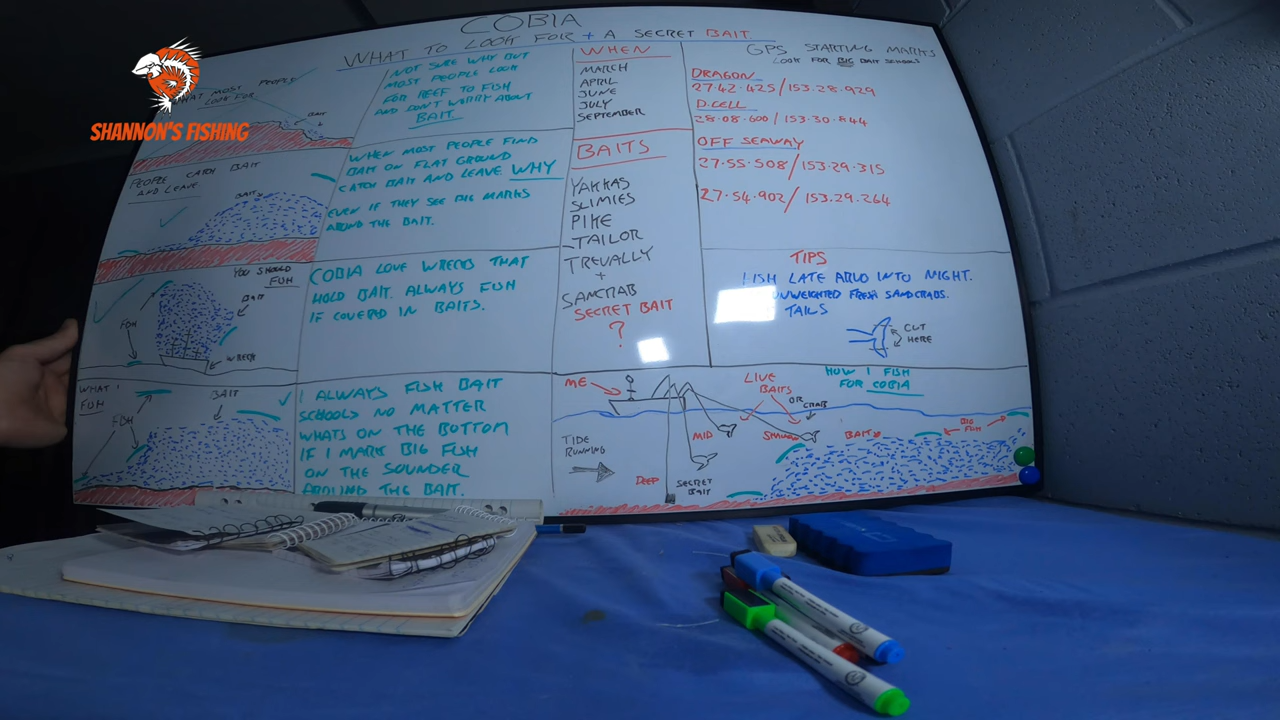 COBIA
WHAT TO LOOK FOR + A SECRET BAIT
SHANNON'S FISHING
WHAT MOST PEOPLE
LOOK FOR
BAIT
NOT SURE WHY BUT
MOST PEOPLE LOOK
FOR REEF TO FISH
AND DON'T WORRY ABOUT
BAIT.
PEOPLE CATCH BAIT
AND LEAVE
BAIT
WHEN MOST PEOPLE FIND
BAIT ON FLAT GROUND
CATCH BAIT AND LEAVE WHY
EVEN IF THEY SEE BIG MARKS
AROUND THE BAIT.
YOU SHOULD
FISH
BAIT
FISH
WRECK
COBIA LOVE WRECKS THAT
HOLD BAIT. ALWAYS FISH
IF COVERED IN BAITS.
WHAT I
FISH
BAIT
FISH
I ALWAYS FISH BAIT
SCHOOLS NO MATTER
WHATS ON THE BOTTOM
IF I MARK BIG FISH
ON THE SOUNDER
AROUND THE BAIT.
WHEN
MARCH
APRIL
JUNE
JULY
SEPTEMBER
BAITS
YAKKAS
SLIMIES
PIKE
TAILOR
TREVALLY
+
SANCRAB
SECRET BAIT
?
GPS STARTING MARKS
LOOK FOR BIG BAIT SCHOOLS
DRAGON
27.42.425/153.28.929
D.CELL
28.08.600/153.30.844
OFF SEAWAY
27.55.508/153.29.315
27.54.902/153.29.264
TIPS
FISH LATE ARVO INTO NIGHT.
UNWEIGHTED FRESH SANDCRABS.
TAILS
CUT
HERE
HOW I FISH
FOR COBIA
ME
LIVE
BAITS
OR
CRAB
BIG
FISH
TIDE
RUNNING
MID
BAIT
DEEP
SECRET
BAIT